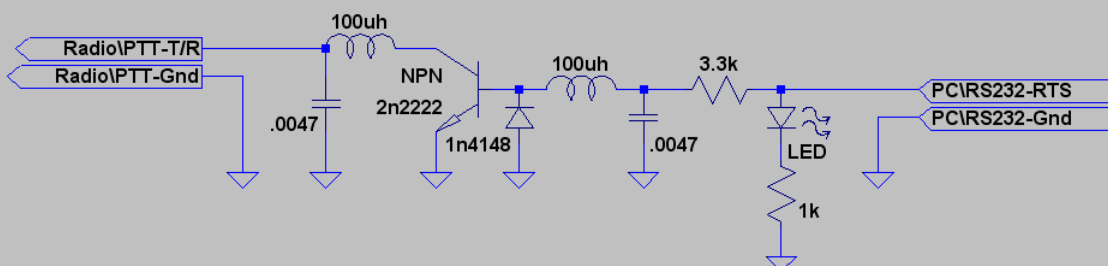 100uh
Radio\PTT-T/R
Radio\PTT-Gnd
NPN
2n2222
.0047
1n4148
100uh
3.3k
.0047
PC\RS232-RTS
PC\RS232-Gnd
LED
1k